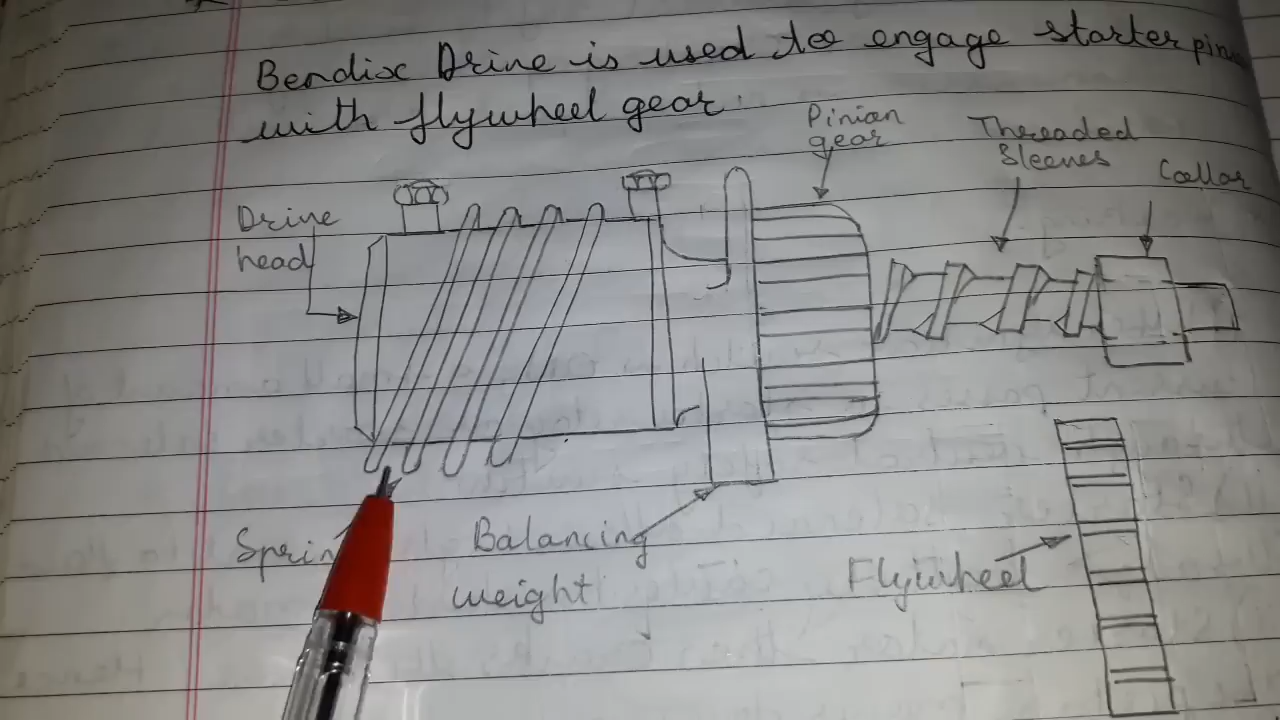 Bendix Drive is used to engage starter
with flywheel gear.
Pinian
gear
Threaded
Sleeves
Collar
Drive
head
Balancing
weight
Flywheel